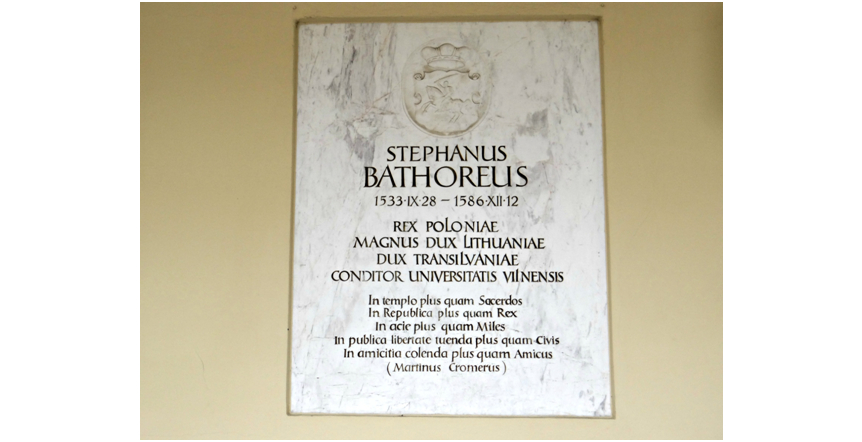 STEPHANUS
BATHOREUS
1533·IX·28 – 1586·XII·12
REX POLONIAE
MAGNUS DUX LITHUANIAE
DUX TRANSILVÁNIAE
CONDITOR UNIVERSITATIS VILNENSIS
In templo plus quam Sacerdos
In Republica plus quam Rex
In acie plus quam Miles
In publica libertate tuenda plus quam Civis
In amicitia colenda plus quam Amicus
(Martinus Cromerus)